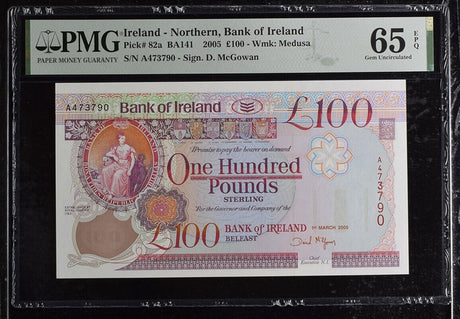 PMG
PAPER MONEY GUARANTY
Ireland - Northern, Bank of Ireland
Pick# 82a BA141 2005 £100 - Wmk: Medusa
S/N A473790 - Sign. D. McGowan
65 EPQ
Gem Uncirculated
A473790
Bank of Ireland
£100
Promise to pay the bearer on demand
One Hundred
Pounds
STERLING
For the Governor and Company of the
BANK OF IRELAND
BELFAST
£100
1st MARCH 2005
Chief
Executive N.I.
A473790